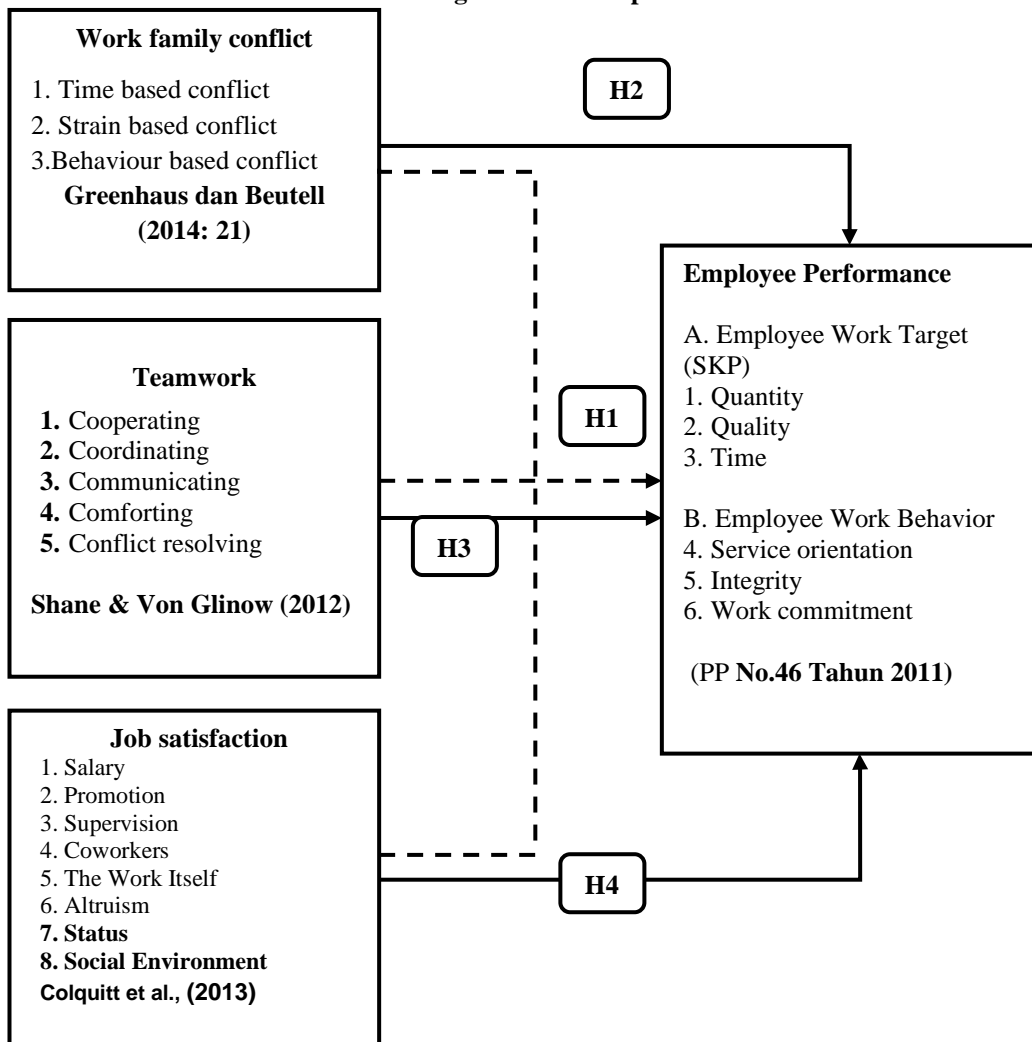 Work family conflict
1. Time based conflict
2. Strain based conflict
3.Behaviour based conflict
Greenhaus dan Beutell
(2014: 21)
H2
Teamwork
1. Cooperating
2. Coordinating
3. Communicating
4. Comforting
5. Conflict resolving
Shane & Von Glinow (2012)
H1
H3
Employee Performance
A. Employee Work Target
(SKP)
1. Quantity
2. Quality
3. Time
B. Employee Work Behavior
4. Service orientation
5. Integrity
6. Work commitment
(PP No.46 Tahun 2011)
Job satisfaction
1. Salary
2. Promotion
3. Supervision
4. Coworkers
5. The Work Itself
6. Altruism
7. Status
8. Social Environment
Colquitt et al., (2013)
H4